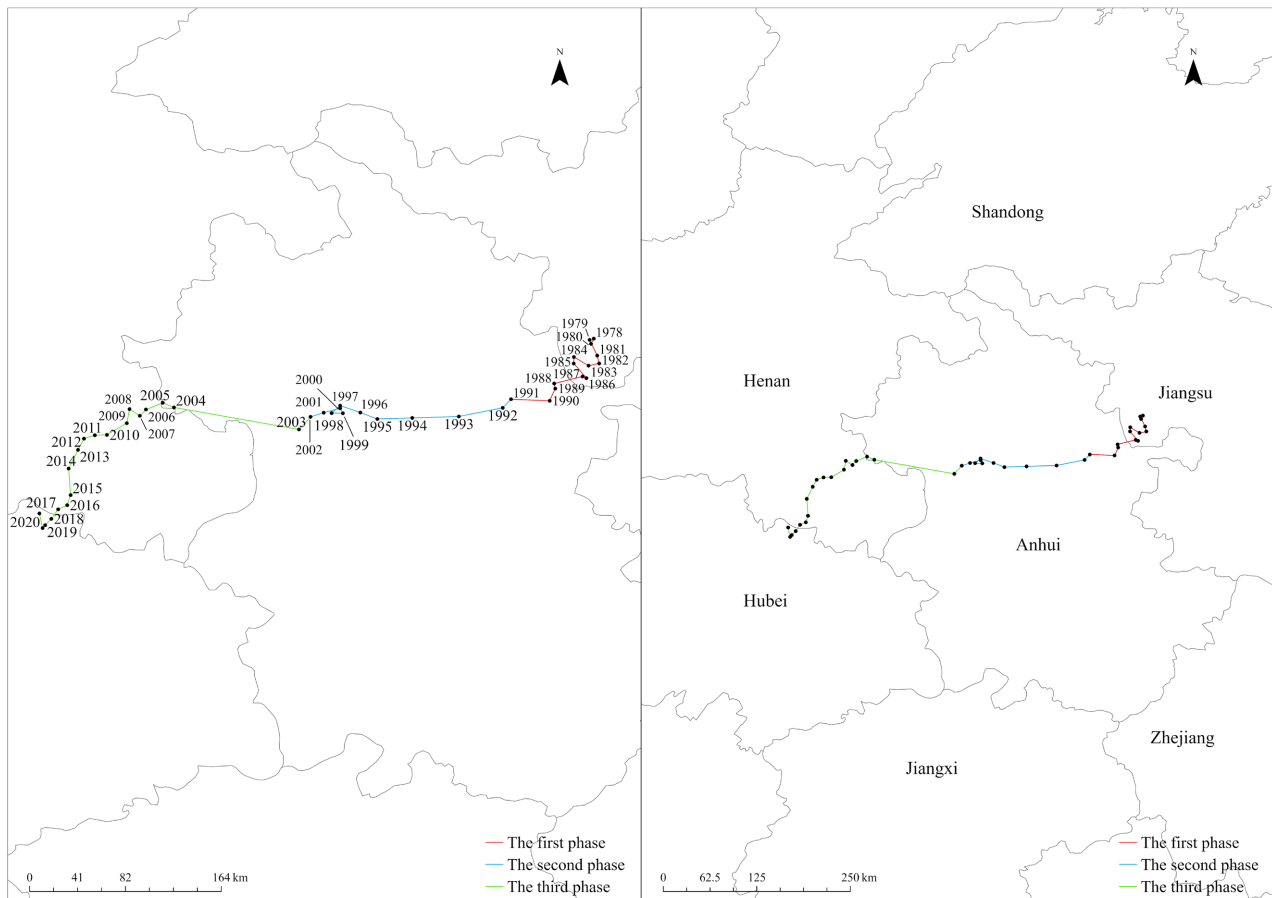 N
1979
1978
1980
1984
1981
1985
1982
1987
1983
1988
1986
1989
1991
1990
2000
2005
2004
2008
1997
2001
1996
2009
2006
1992
2003
1998
1995
1994
1993
2011
2010
2007
2002
1999
2012
2013
2014
2015
2017
2016
2020
2018
2019
The first phase
The second phase
The third phase
0 41 82 164 km
N
Shandong
Henan
Jiangsu
Anhui
Hubei
Zhejiang
Jiangxi
The first phase
The second phase
The third phase
0 62.5 125 250 km